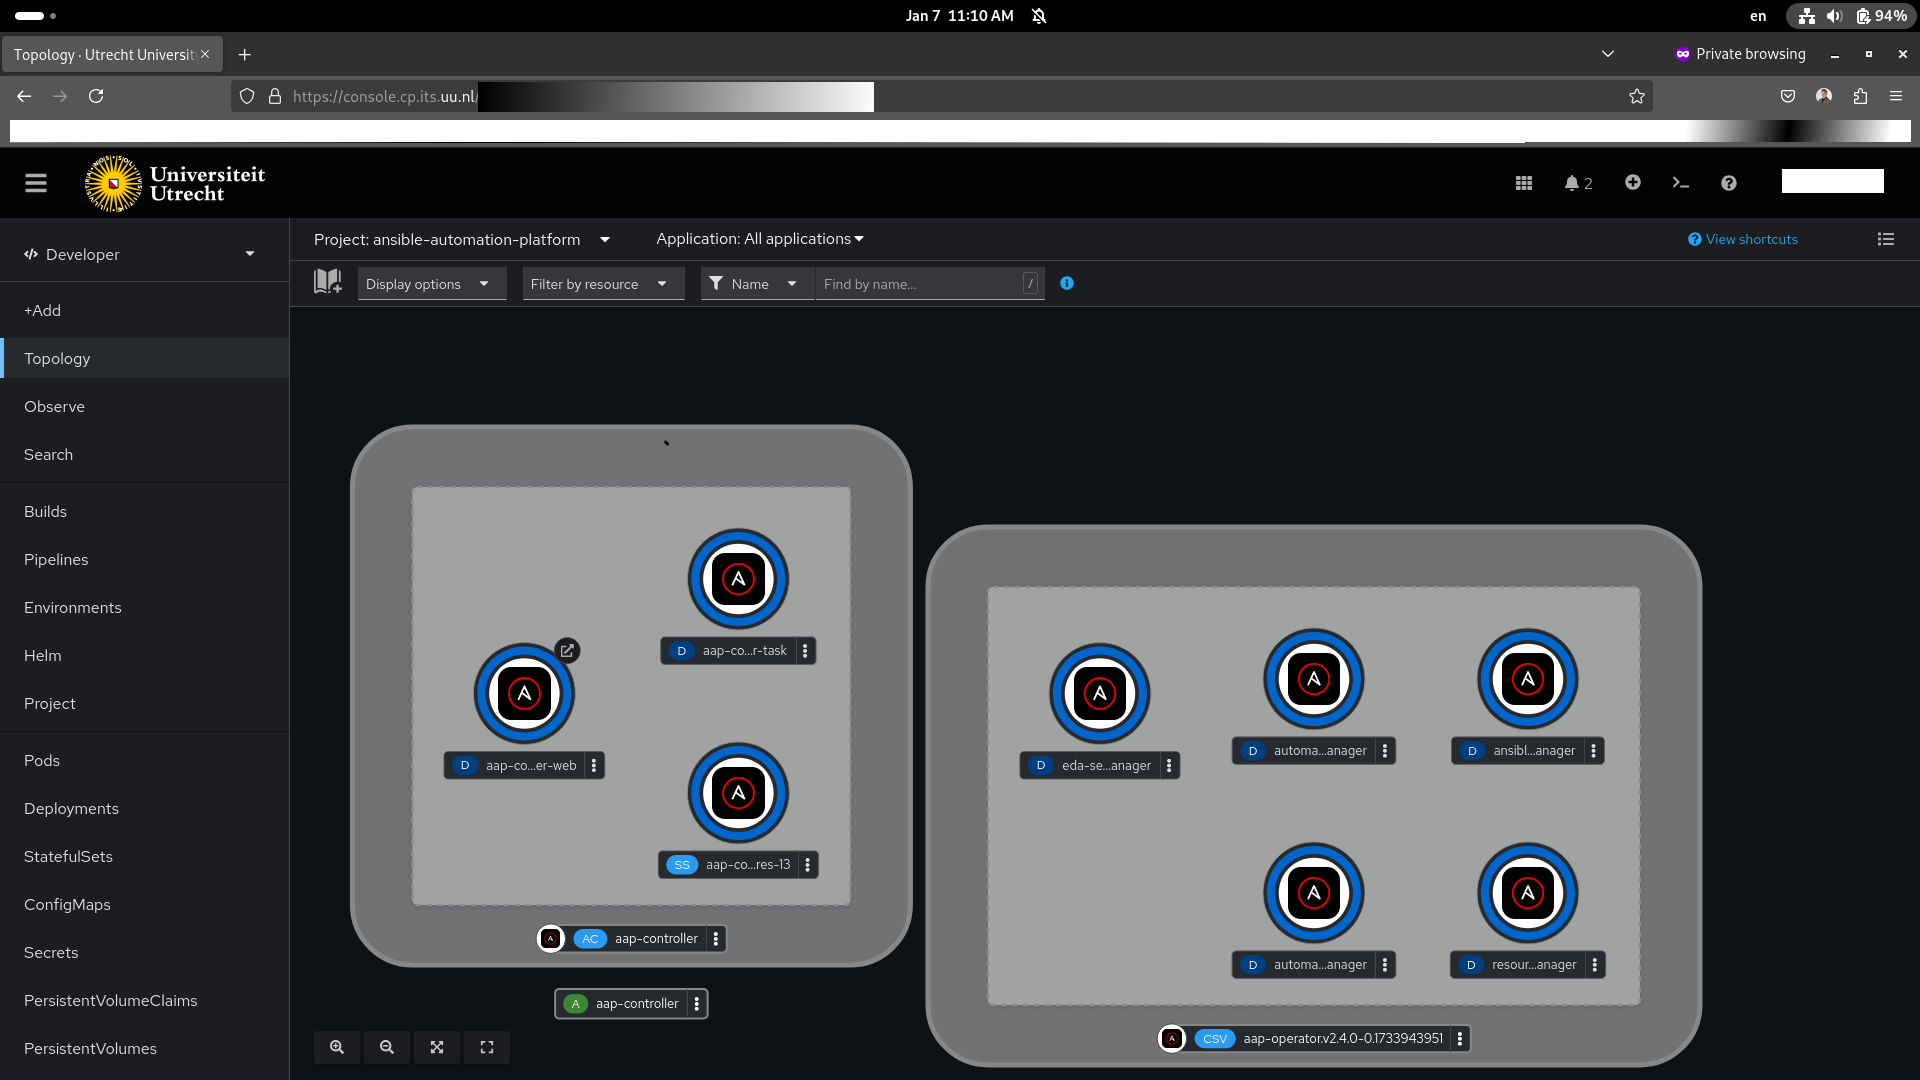 Jan 7 11:10 AM
en
94%
Topology · Utrecht Universit
Private browsing
https://console.cp.its.uu.nl/
Universiteit
Utrecht
2
Developer
Project: ansible-automation-platform
Application: All applications
View shortcuts
Display options
Filter by resource
Name
Find by name...
/
+Add
Topology
Observe
Search
Builds
Pipelines
Environments
Helm
Project
Pods
Deployments
StatefulSets
ConfigMaps
Secrets
PersistentVolumeClaims
PersistentVolumes
D aap-co...r-task
D aap-co...er-web
SS aap-co...res-13
AC aap-controller
A aap-controller
D eda-se...anager
D automa...anager
D ansibl...anager
D automa...anager
D resour...anager
CSV aap-operator.v2.4.0-0.1733943951